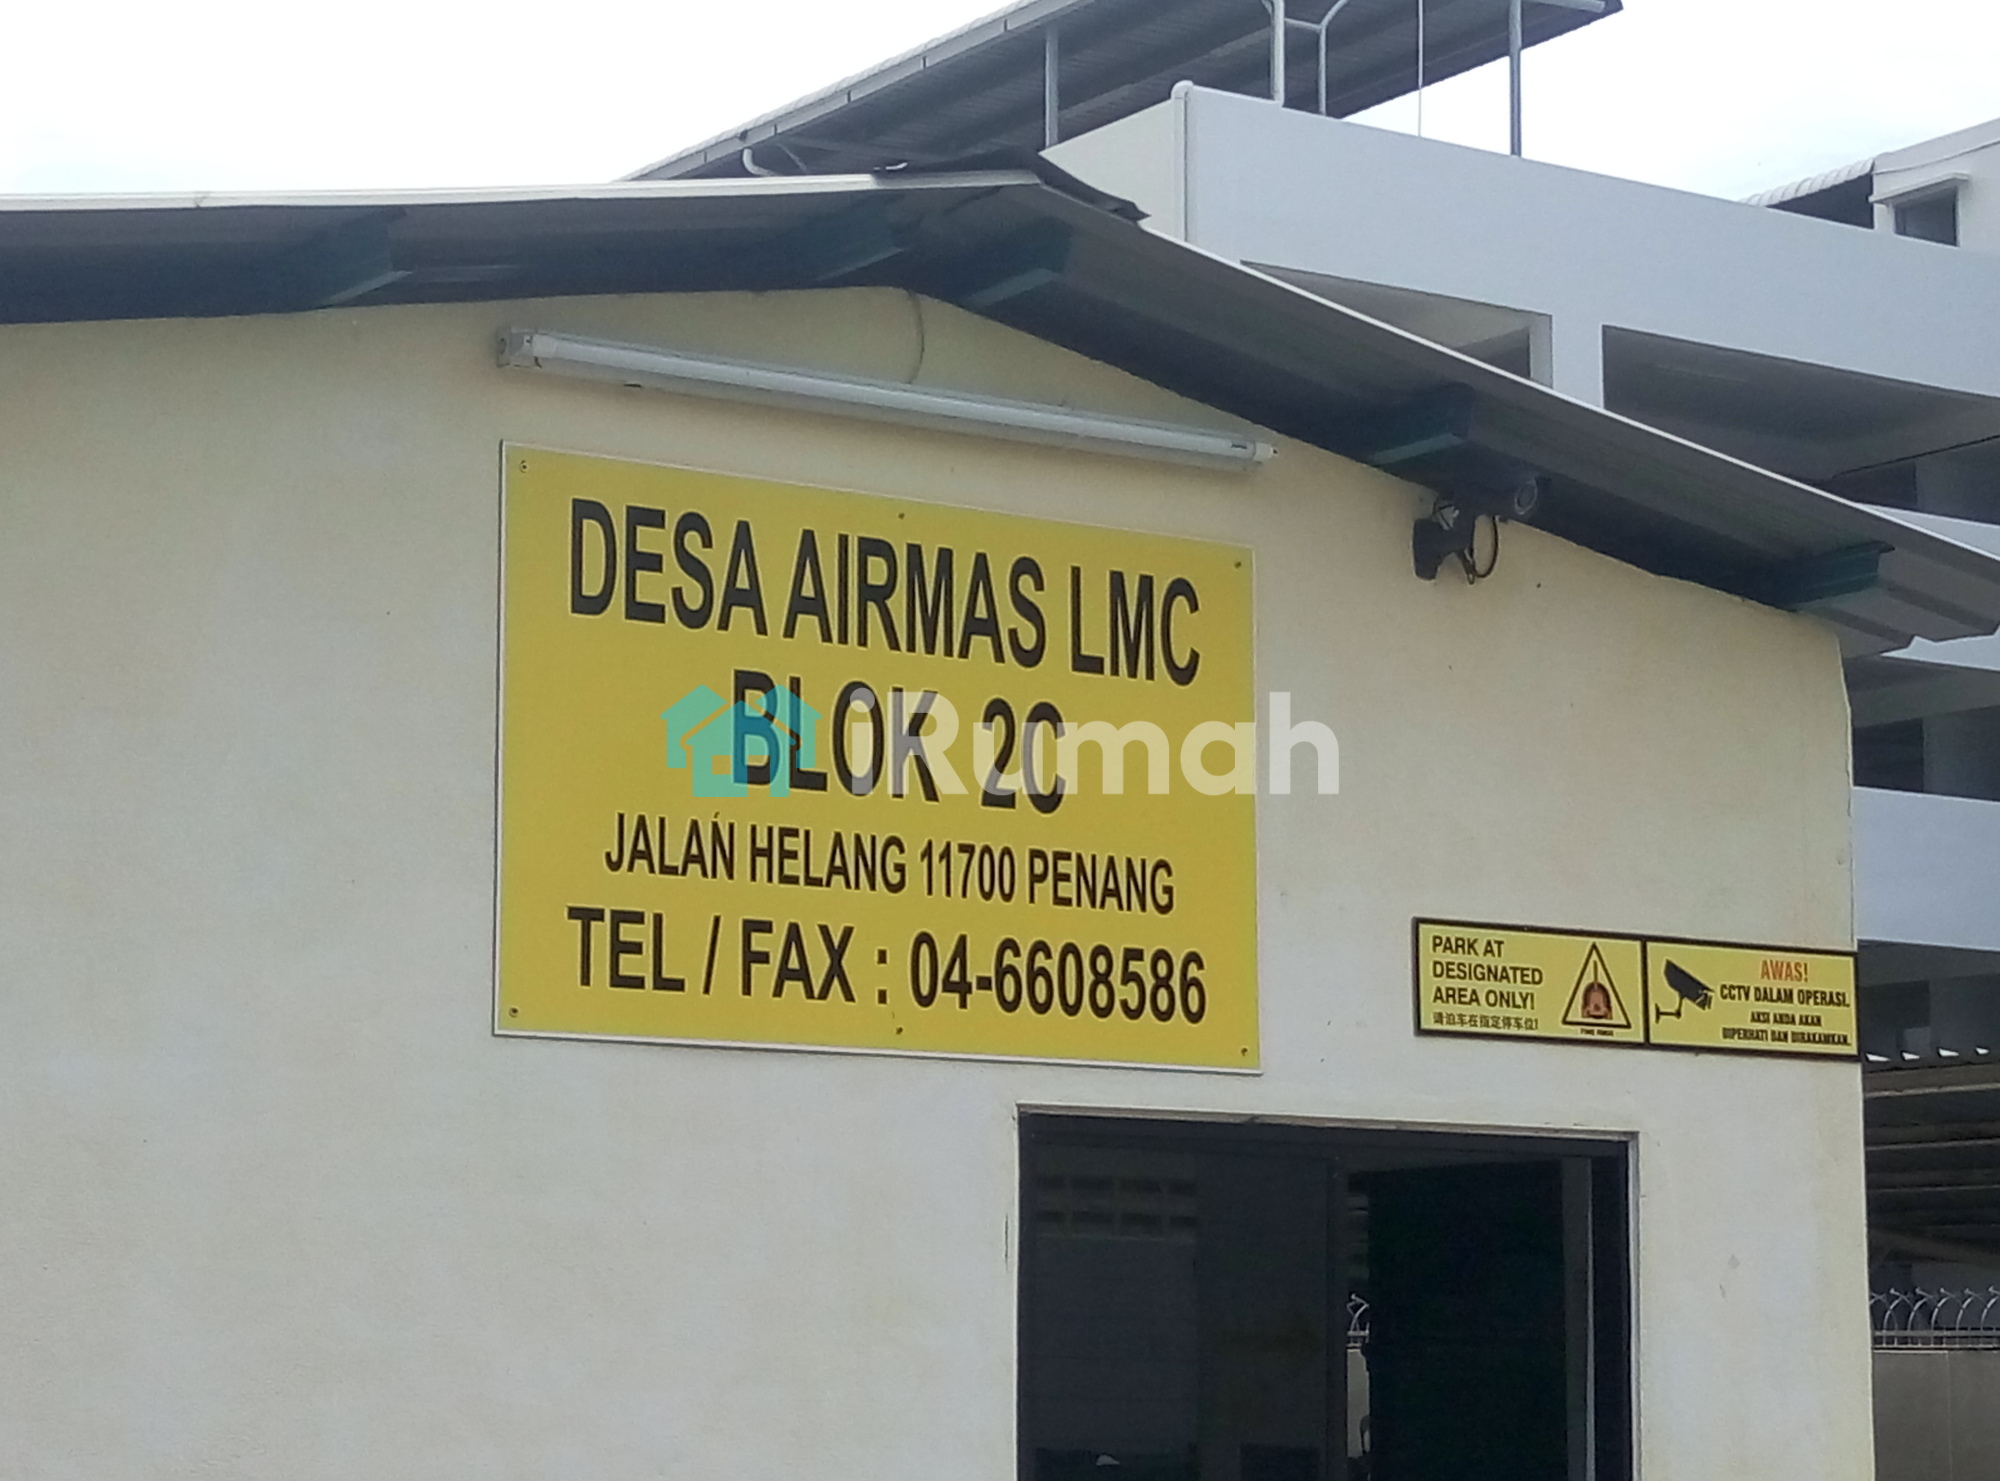 DESA AIRMAS LMC
BLOK 2C
JALAN HELANG 11700 PENANG
TEL / FAX : 04-6608586
iRumah
PARK AT
DESIGNATED
AREA ONLY!
请泊车在指定停车位!
AWAS!
CCTV DALAM OPERASI.
AKSI ANDA AKAN
DIPERHATI DAN DIRAKAMKAN.